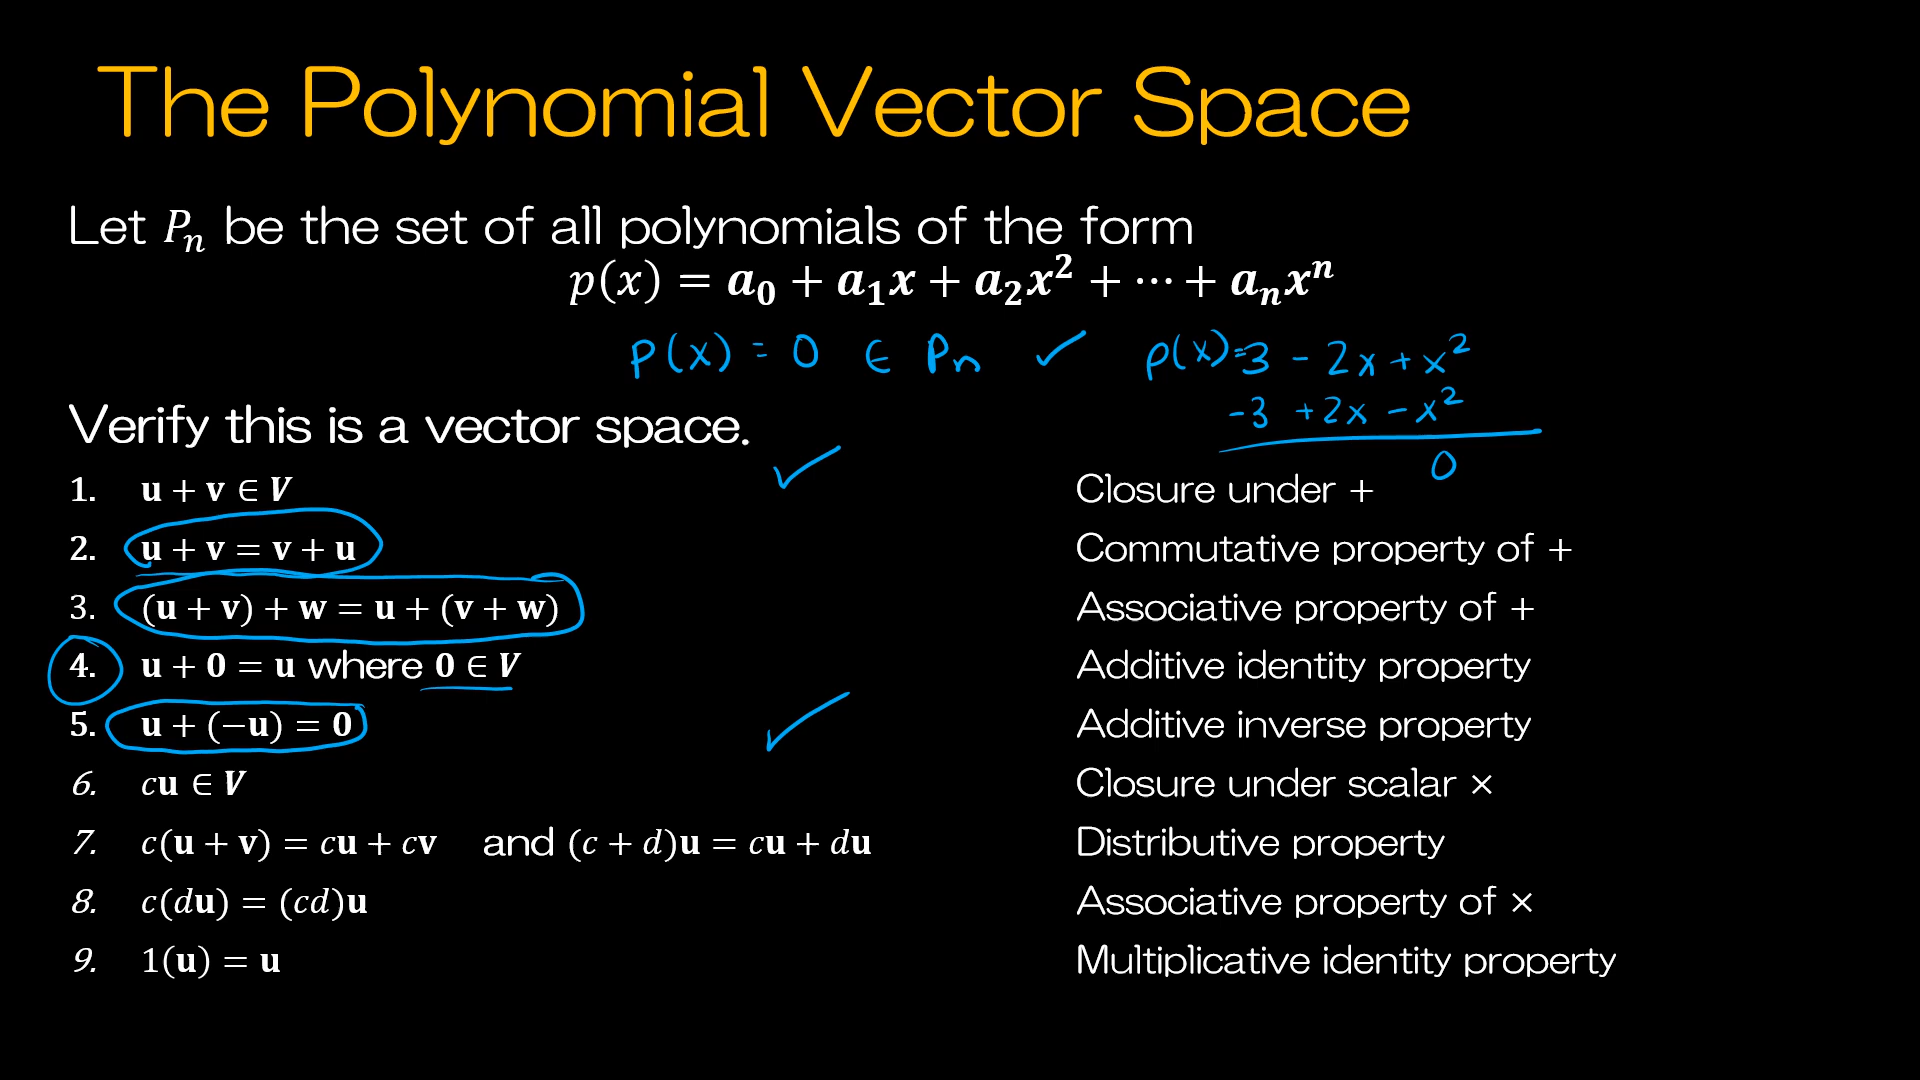 The Polynomial Vector Space
Let Pₙ be the set of all polynomials of the form
p(x) = a₀ + a₁x + a₂x² + ⋯ + aₙxⁿ
P(x) = 0 ∈ Pₙ ✓
p(x)=3 - 2x + x²
-3 +2x - x²
0
Verify this is a vector space.
1. u + v ∈ V ✓ Closure under +
2. u + v = v + u Commutative property of +
3. (u + v) + w = u + (v + w) Associative property of +
4. u + 0 = u where 0 ∈ V Additive identity property
5. u + (−u) = 0 ✓ Additive inverse property
6. cu ∈ V Closure under scalar ×
7. c(u + v) = cu + cv and (c + d)u = cu + du Distributive property
8. c(du) = (cd)u Associative property of ×
9. 1(u) = u Multiplicative identity property